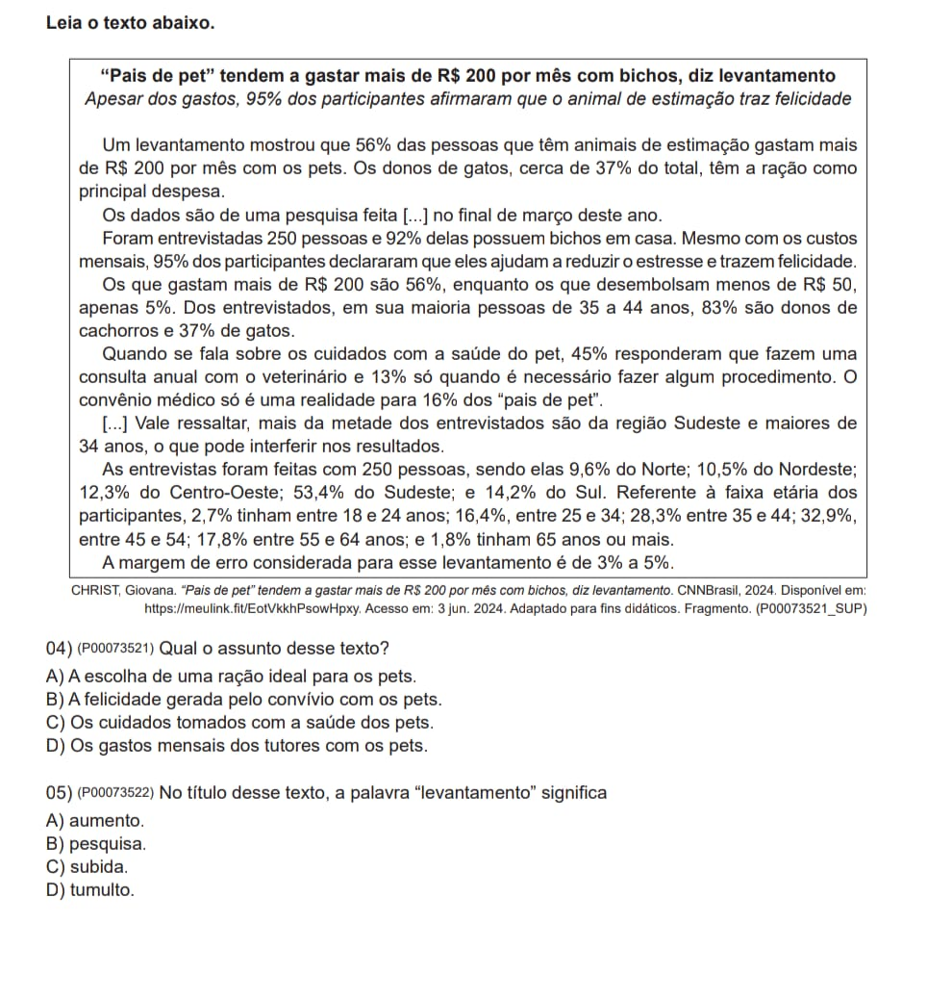 Leia o texto abaixo.
“Pais de pet” tendem a gastar mais de R$ 200 por mês com bichos, diz levantamento
Apesar dos gastos, 95% dos participantes afirmaram que o animal de estimação traz felicidade
Um levantamento mostrou que 56% das pessoas que têm animais de estimação gastam mais
de R$ 200 por mês com os pets. Os donos de gatos, cerca de 37% do total, têm a ração como
principal despesa.
Os dados são de uma pesquisa feita [...] no final de março deste ano.
Foram entrevistadas 250 pessoas e 92% delas possuem bichos em casa. Mesmo com os custos
mensais, 95% dos participantes declararam que eles ajudam a reduzir o estresse e trazem felicidade.
Os que gastam mais de R$ 200 são 56%, enquanto os que desembolsam menos de R$ 50,
apenas 5%. Dos entrevistados, em sua maioria pessoas de 35 a 44 anos, 83% são donos de
cachorros e 37% de gatos.
Quando se fala sobre os cuidados com a saúde do pet, 45% responderam que fazem uma
consulta anual com o veterinário e 13% só quando é necessário fazer algum procedimento. O
convênio médico só é uma realidade para 16% dos “pais de pet”.
[...] Vale ressaltar, mais da metade dos entrevistados são da região Sudeste e maiores de
34 anos, o que pode interferir nos resultados.
As entrevistas foram feitas com 250 pessoas, sendo elas 9,6% do Norte; 10,5% do Nordeste;
12,3% do Centro-Oeste; 53,4% do Sudeste; e 14,2% do Sul. Referente à faixa etária dos
participantes, 2,7% tinham entre 18 e 24 anos; 16,4%, entre 25 e 34; 28,3% entre 35 e 44; 32,9%,
entre 45 e 54; 17,8% entre 55 e 64 anos; e 1,8% tinham 65 anos ou mais.
A margem de erro considerada para esse levantamento é de 3% a 5%.
CHRIST, Giovana. “Pais de pet” tendem a gastar mais de R$ 200 por mês com bichos, diz levantamento. CNNBrasil, 2024. Disponível em:
https://meulink.fit/EotVkkhPsowHpxy. Acesso em: 3 jun. 2024. Adaptado para fins didáticos. Fragmento. (P00073521_SUP)
04) (P00073521) Qual o assunto desse texto?
A) A escolha de uma ração ideal para os pets.
B) A felicidade gerada pelo convívio com os pets.
C) Os cuidados tomados com a saúde dos pets.
D) Os gastos mensais dos tutores com os pets.
05) (P00073522) No título desse texto, a palavra “levantamento” significa
A) aumento.
B) pesquisa.
C) subida.
D) tumulto.